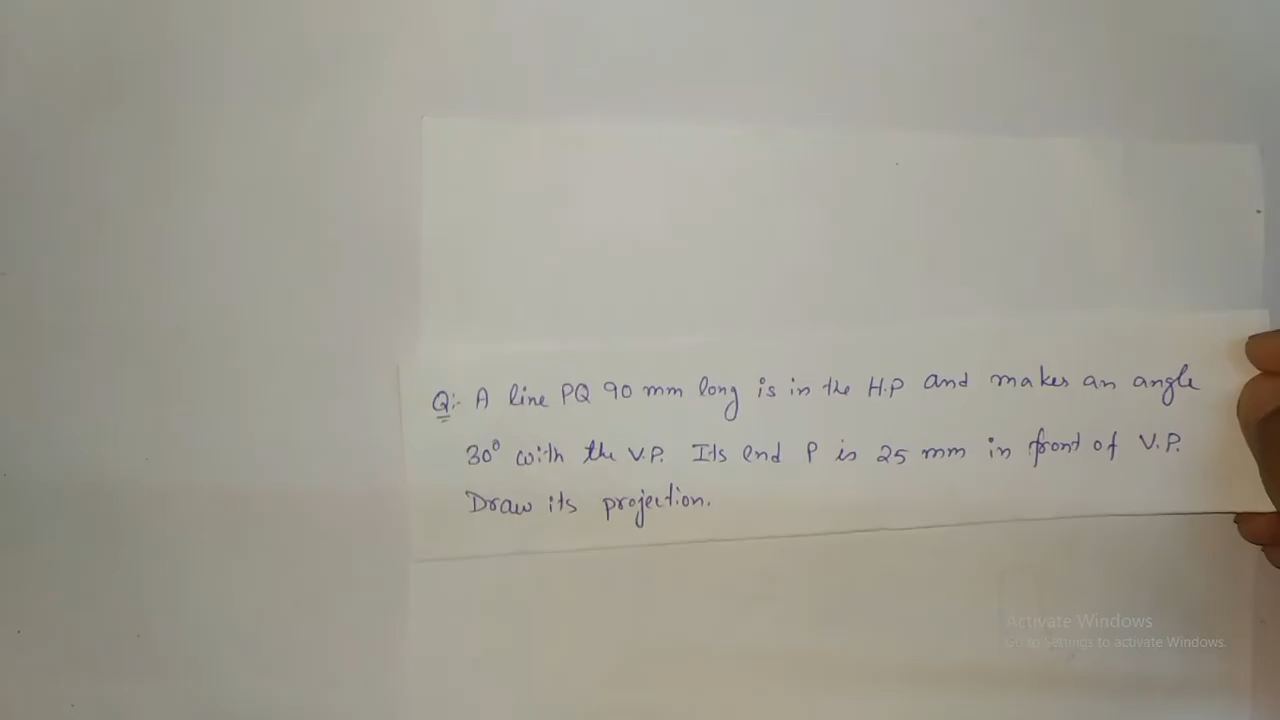 Q:- A line PQ 90 mm long is in the H.P and makes an angle
30° with the V.P. Its end P is 25 mm in front of V.P.
Draw its projection.
Activate Windows
Go to Settings to activate Windows.